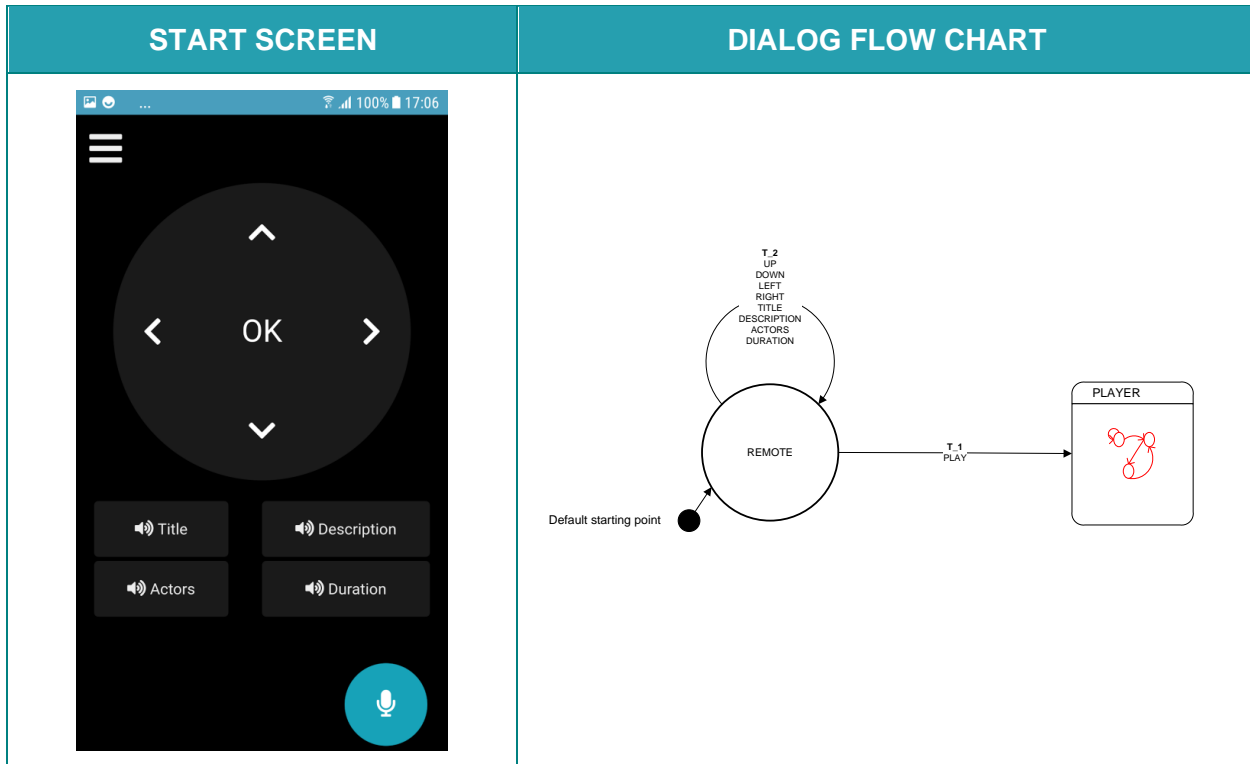 START SCREEN
DIALOG FLOW CHART
... 100% 17:06
OK
Title
Description
Actors
Duration
T_2
UP
DOWN
LEFT
RIGHT
TITLE
DESCRIPTION
ACTORS
DURATION
REMOTE
T_1
PLAY
PLAYER
Default starting point